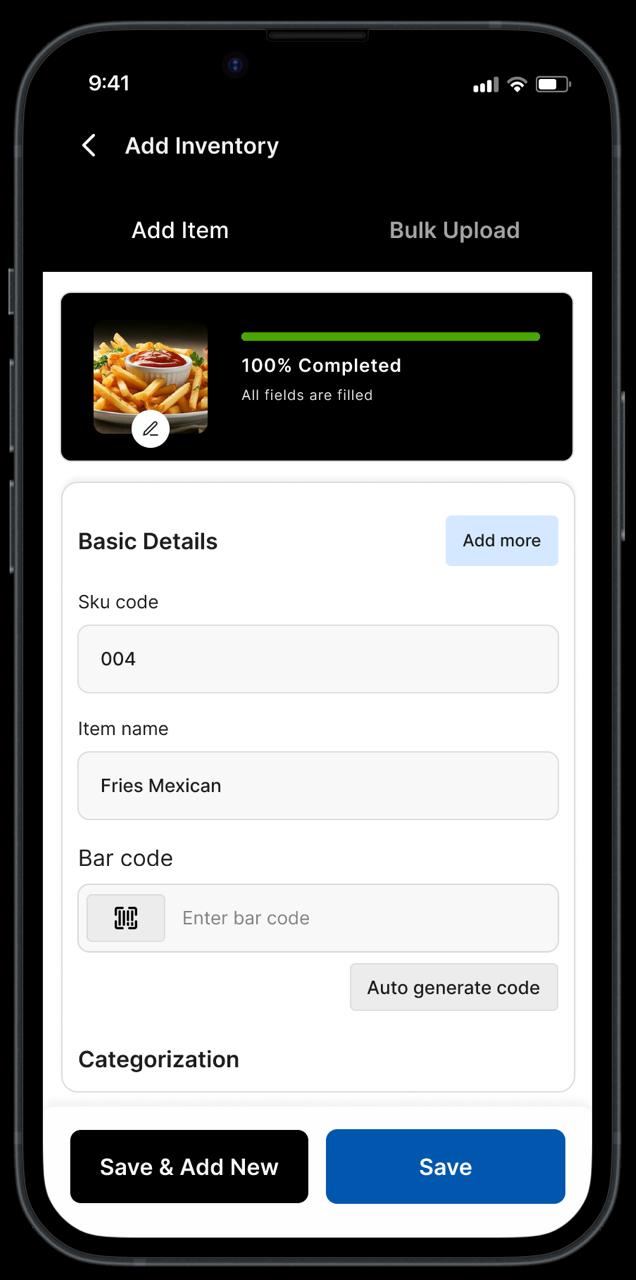 9:41
Add Inventory
Add Item
Bulk Upload
100% Completed
All fields are filled
Basic Details
Add more
Sku code
004
Item name
Fries Mexican
Bar code
Enter bar code
Auto generate code
Categorization
Save & Add New
Save